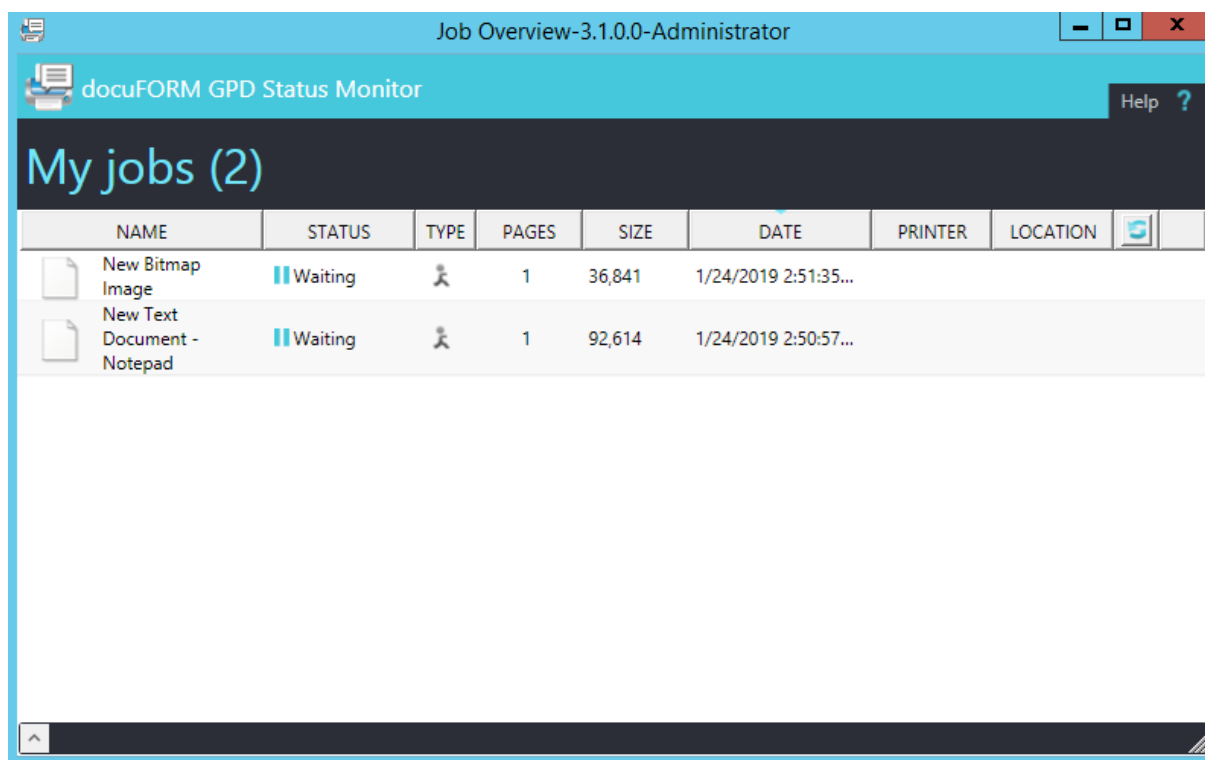 Job Overview-3.1.0.0-Administrator
docuFORM GPD Status Monitor
Help ?
My jobs (2)
NAME STATUS TYPE PAGES SIZE DATE PRINTER LOCATION
New Bitmap
Image
Waiting 1 36,841 1/24/2019 2:51:35...
New Text
Document -
Notepad
Waiting 1 92,614 1/24/2019 2:50:57...